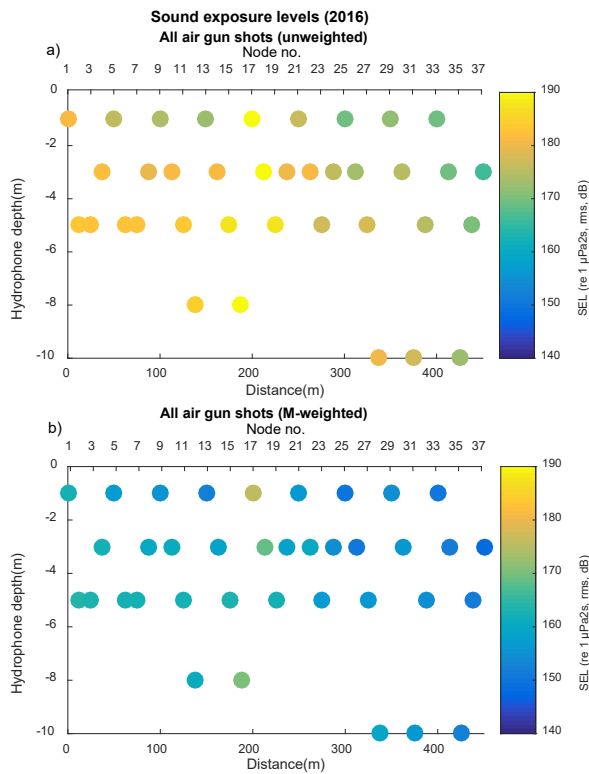 Sound exposure levels (2016)
All air gun shots (unweighted)
a)
Node no.
1 3 5 7 9 11 13 15 17 19 21 23 25 27 29 31 33 35 37
0
-2
-4
-6
-8
-10
Hydrophone depth(m)
0 100 200 300 400
Distance(m)
190
180
170
160
150
140
SEL (re 1 µPa2s, rms, dB)
All air gun shots (M-weighted)
b)
Node no.
1 3 5 7 9 11 13 15 17 19 21 23 25 27 29 31 33 35 37
0
-2
-4
-6
-8
-10
Hydrophone depth(m)
0 100 200 300 400
Distance(m)
190
180
170
160
150
140
SEL (re 1 µPa2s, rms, dB)